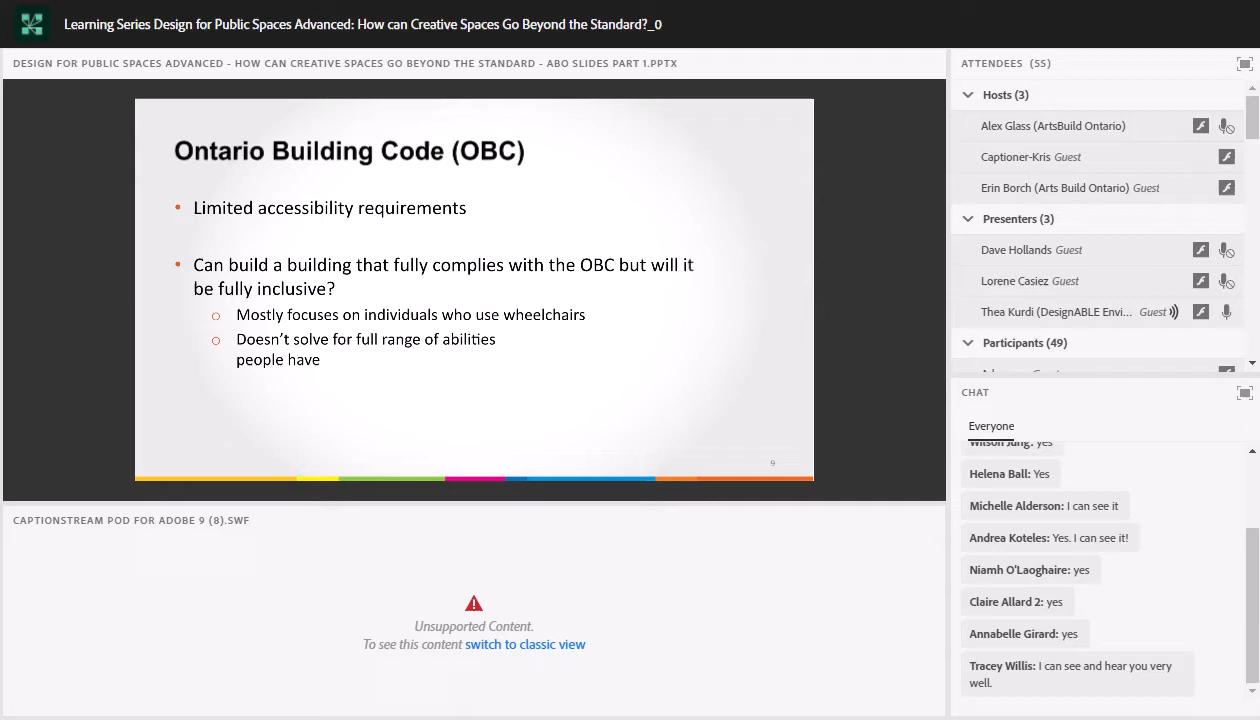 Learning Series Design for Public Spaces Advanced: How can Creative Spaces Go Beyond the Standard?_0
DESIGN FOR PUBLIC SPACES ADVANCED - HOW CAN CREATIVE SPACES GO BEYOND THE STANDARD - ABO SLIDES PART 1.PPTX
Ontario Building Code (OBC)
• Limited accessibility requirements
• Can build a building that fully complies with the OBC but will it
be fully inclusive?
○ Mostly focuses on individuals who use wheelchairs
○ Doesn't solve for full range of abilities
people have
9
CAPTIONSTREAM POD FOR ADOBE 9 (8).SWF
Unsupported Content.
To see this content switch to classic view
ATTENDEES (55)
Hosts (3)
Alex Glass (ArtsBuild Ontario)
Captioner-Kris Guest
Erin Borch (Arts Build Ontario) Guest
Presenters (3)
Dave Hollands Guest
Lorene Casiez Guest
Thea Kurdi (DesignABLE Envi... Guest
Participants (49)
CHAT
Everyone
Wilson Jung: yes
Helena Ball: Yes
Michelle Alderson: I can see it
Andrea Koteles: Yes. I can see it!
Niamh O'Laoghaire: yes
Claire Allard 2: yes
Annabelle Girard: yes
Tracey Willis: I can see and hear you very
well.